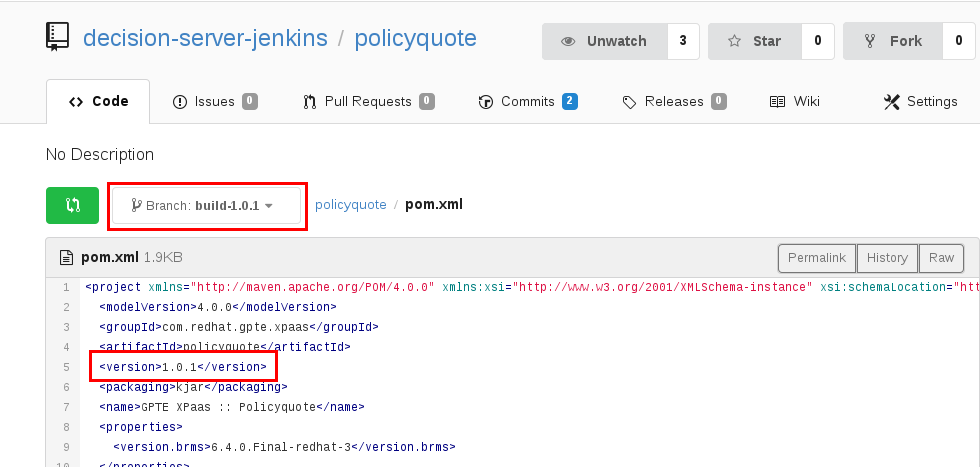 decision-server-jenkins / policyquote
Unwatch 3 Star 0 Fork 0
Code Issues 0 Pull Requests 0 Commits 2 Releases 0 Wiki Settings
No Description
Branch: build-1.0.1 policyquote / pom.xml
pom.xml 1.9KB Permalink History Raw
1 <project xmlns="http://maven.apache.org/POM/4.0.0" xmlns:xsi="http://www.w3.org/2001/XMLSchema-instance" xsi:schemaLocation="htt
2 <modelVersion>4.0.0</modelVersion>
3 <groupId>com.redhat.gpte.xpaas</groupId>
4 <artifactId>policyquote</artifactId>
5 <version>1.0.1</version>
6 <packaging>kjar</packaging>
7 <name>GPTE XPaas :: Policyquote</name>
8 <properties>
9 <version.brms>6.4.0.Final-redhat-3</version.brms>
10 </properties>